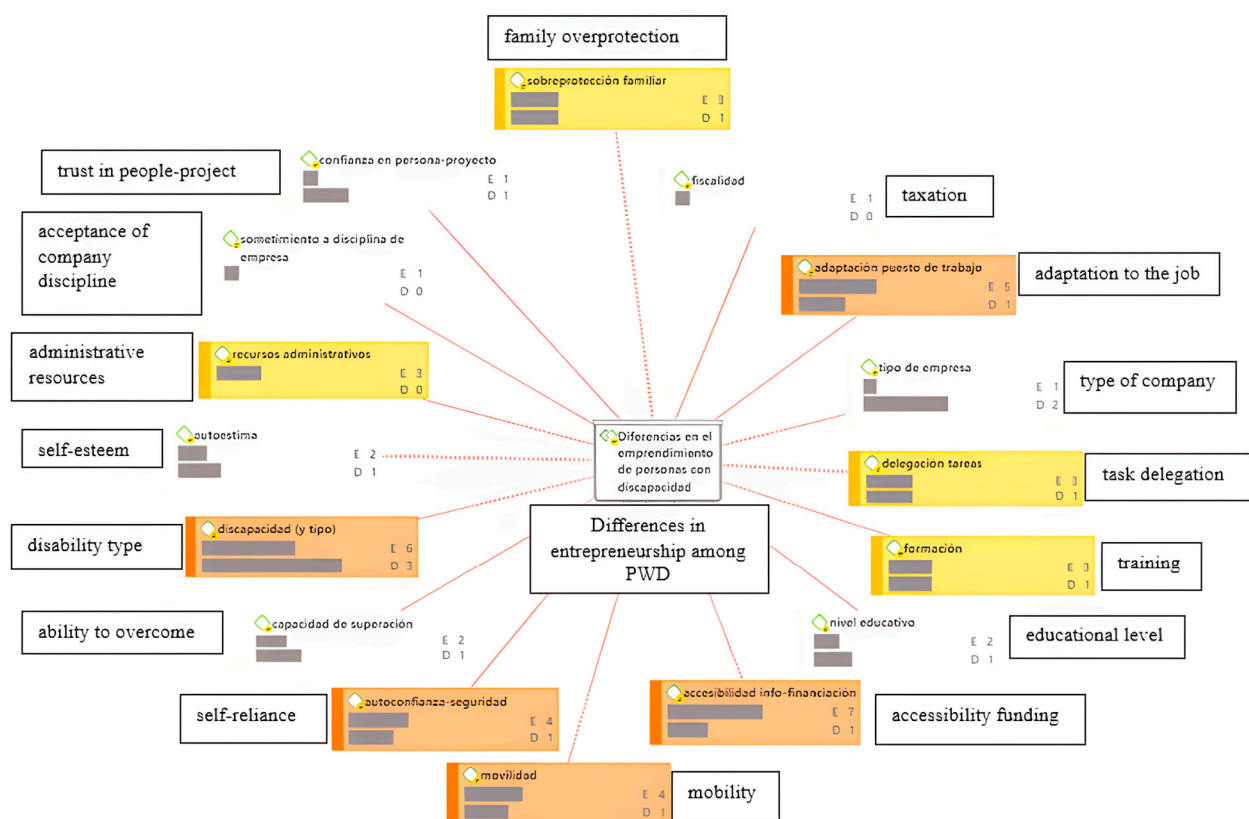 family overprotection
sobreprotección familiar
E 3
D 1
trust in people-project
confianza en persona-proyecto
E 1
D 1
fiscalidad
E 1
D 0
taxation
acceptance of
company
discipline
sometimiento a disciplina de
empresa
E 1
D 0
adaptación puesto de trabajo
E 5
D 1
adaptation to the job
administrative
resources
recursos administrativos
E 3
D 0
tipo de empresa
E 1
D 2
type of company
self-esteem
autoestima
E 2
D 1
Diferencias en el
emprendimiento
de personas con
discapacidad
delegación tareas
E 3
D 1
task delegation
disability type
discapacidad (y tipo)
E 6
D 3
Differences in
entrepreneurship among
PWD
formación
E 3
D 1
training
ability to overcome
capacidad de superación
E 2
D 1
nivel educativo
E 2
D 1
educational level
self-reliance
autoconfianza-seguridad
E 4
D 1
accesibilidad info-financiación
E 7
D 1
accessibility funding
movilidad
E 4
D 1
mobility